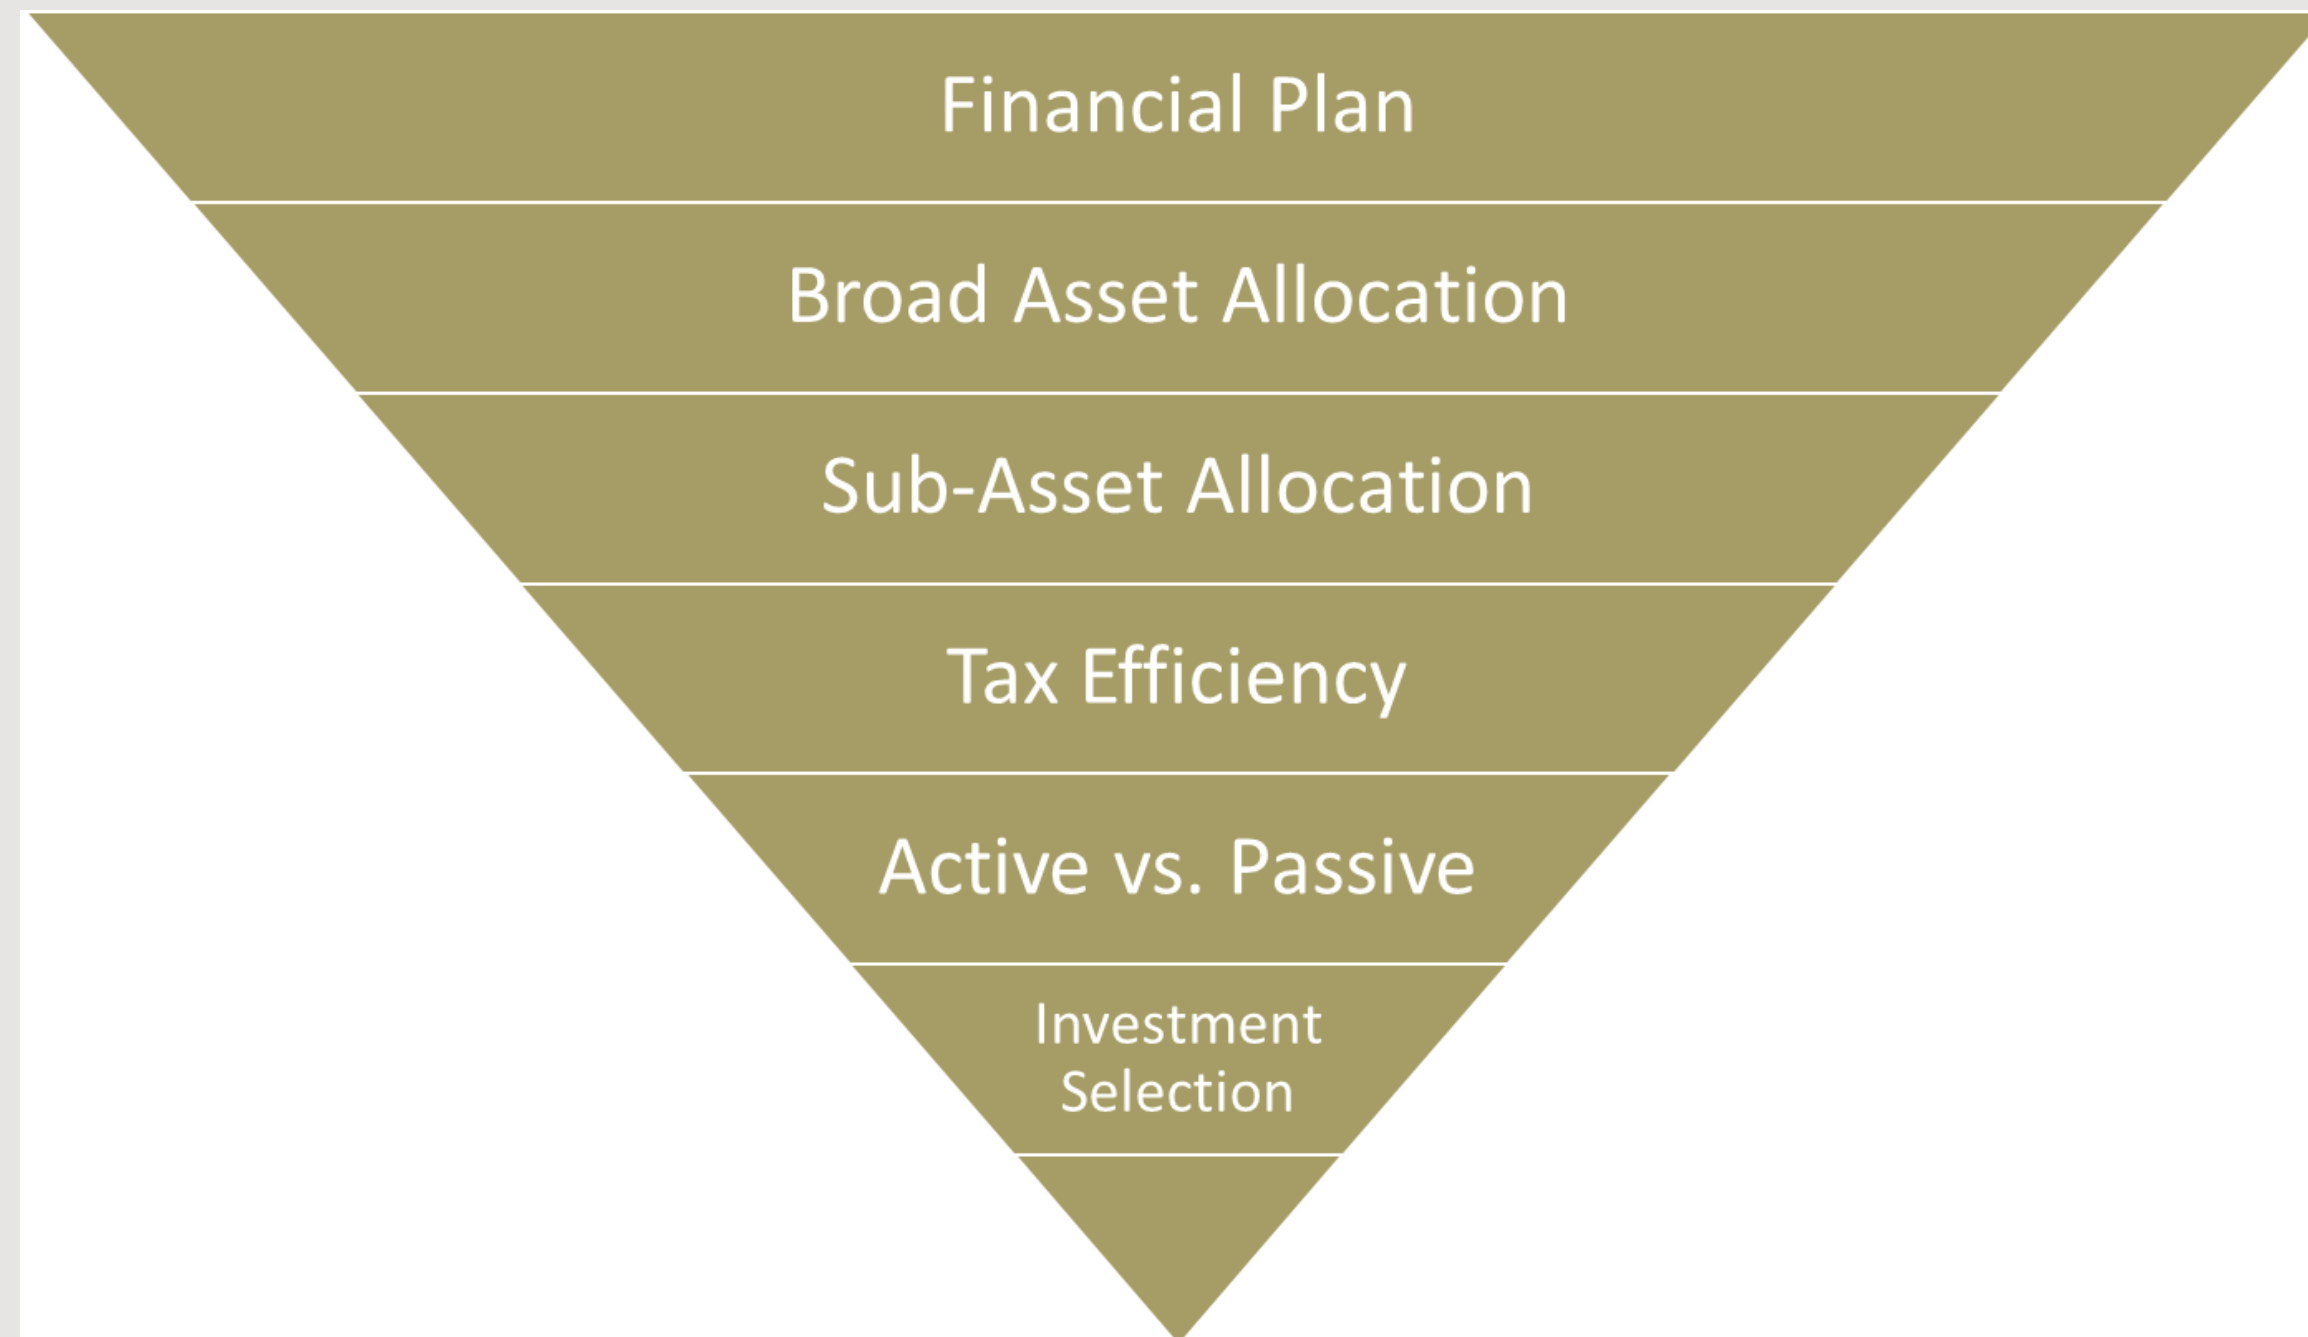 Financial Plan
Broad Asset Allocation
Sub-Asset Allocation
Tax Efficiency
Active vs. Passive
Investment
Selection